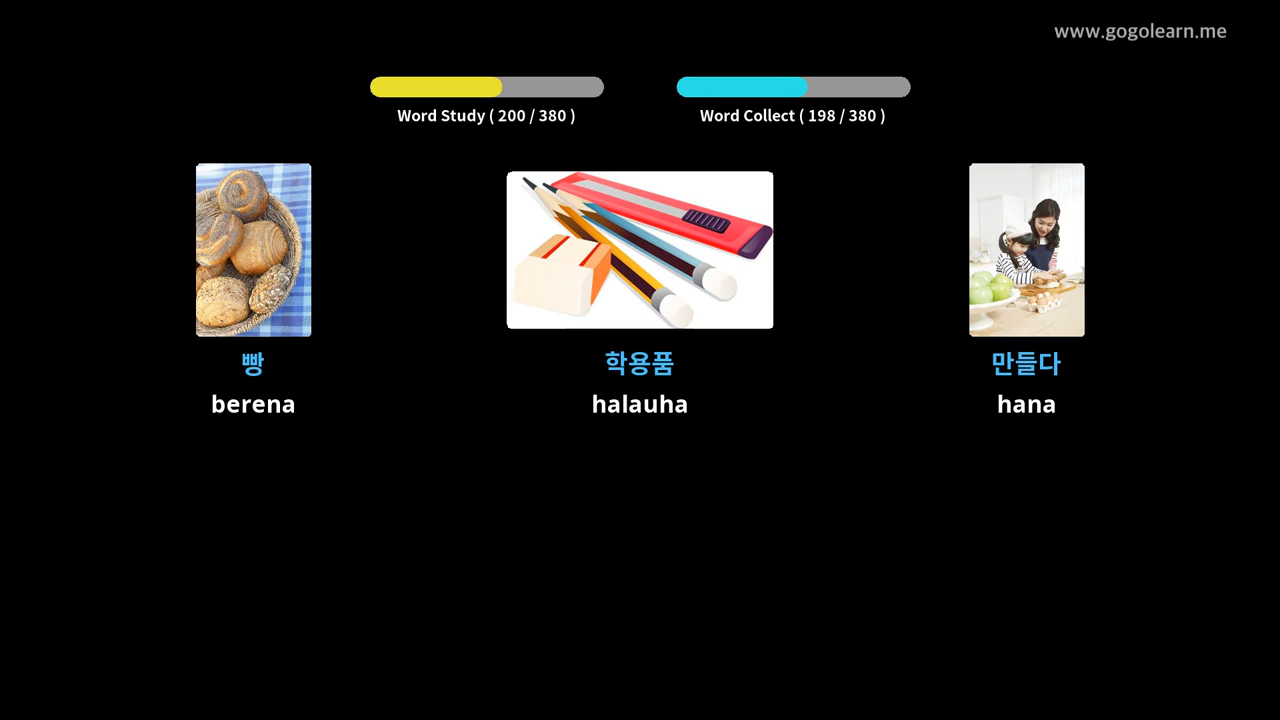 www.gogolearn.me
Word Study ( 200 / 380 )
Word Collect ( 198 / 380 )
빵
학용품
만들다
berena
halauha
hana